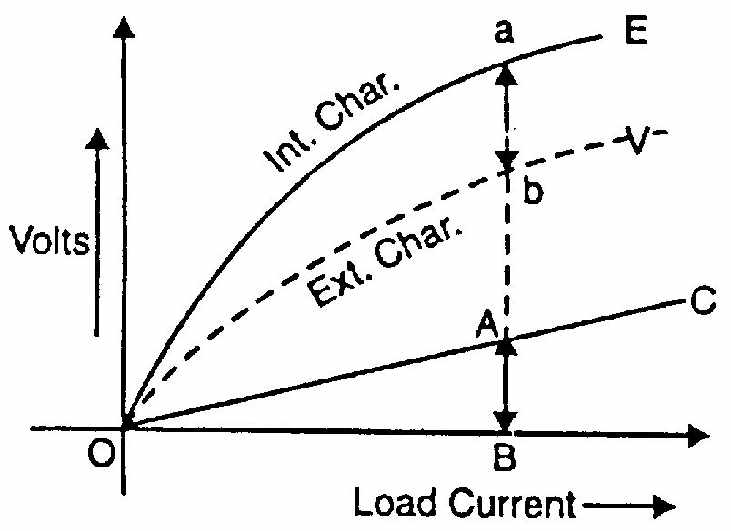 a
E
Int. Char.
V
b
Volts
Ext. Char.
A
C
O
B
Load Current